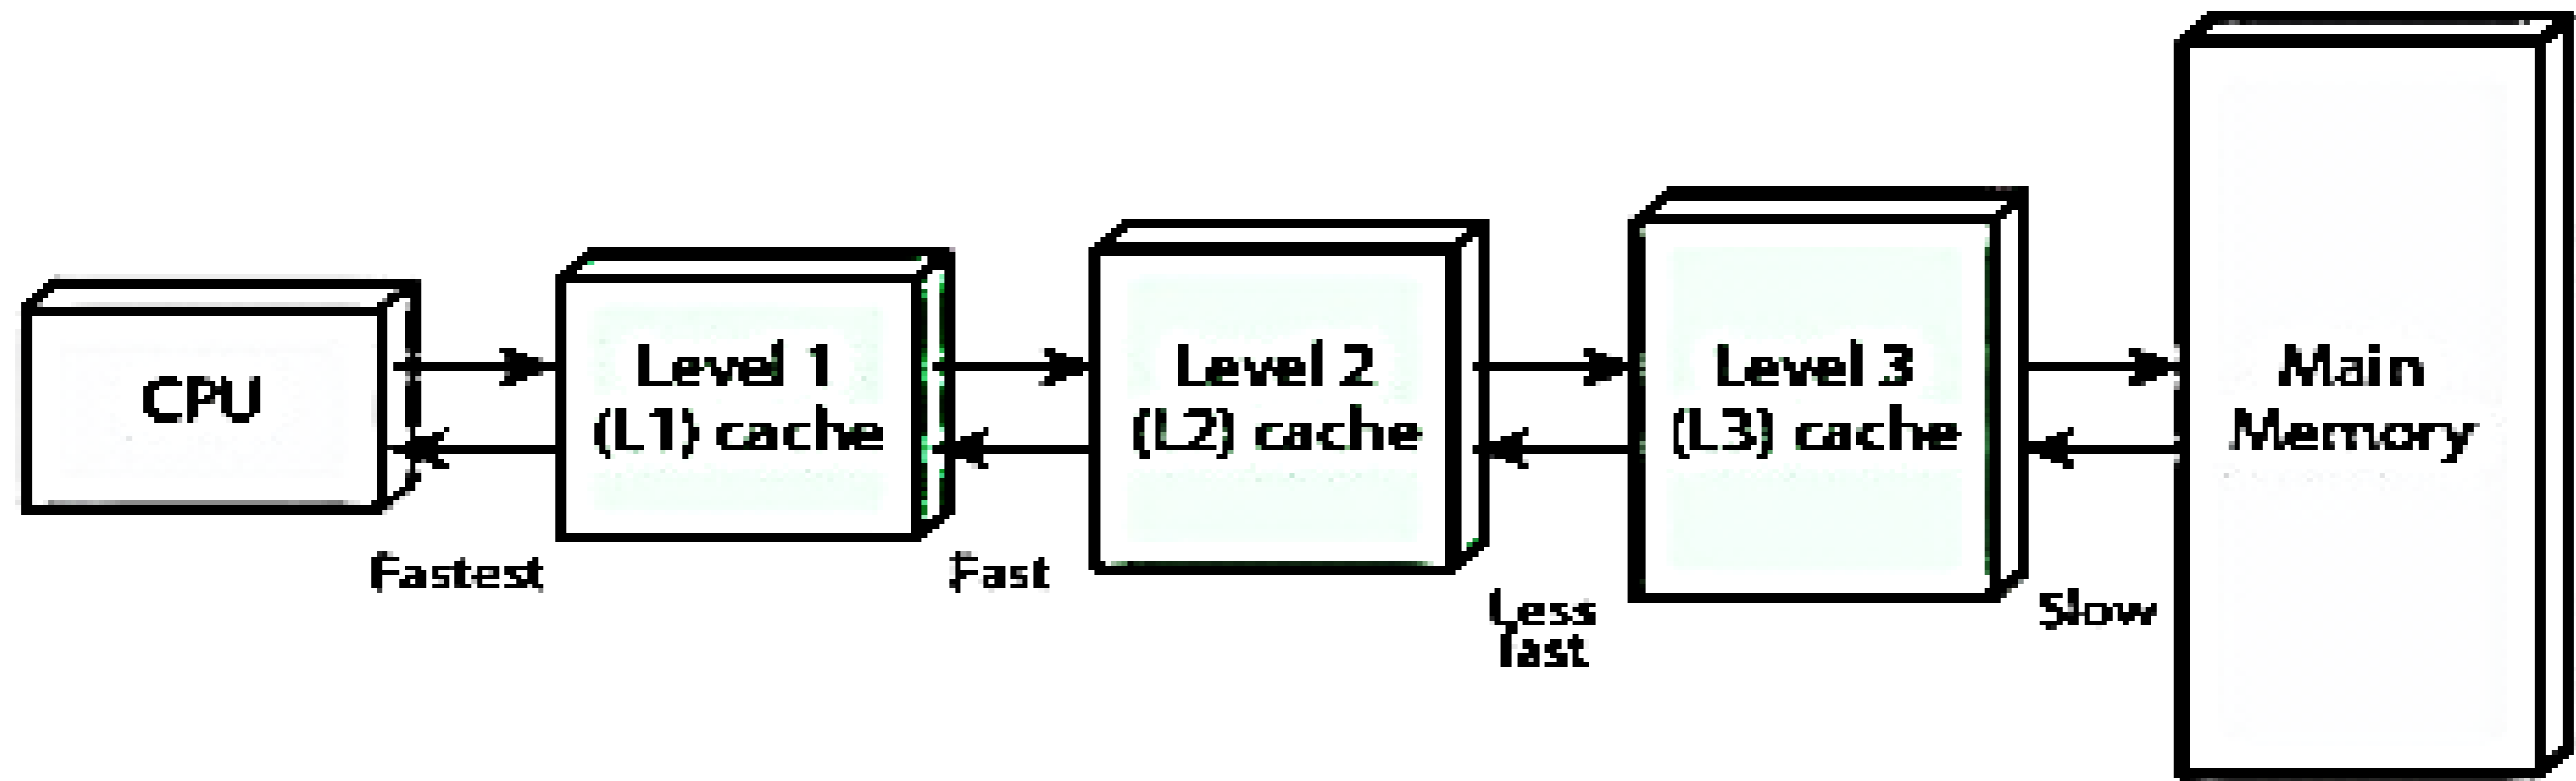 CPU
Level 1
(L1) cache
Level 2
(L2) cache
Level 3
(L3) cache
Main
Memory
Fastest
Fast
Less
fast
Slow